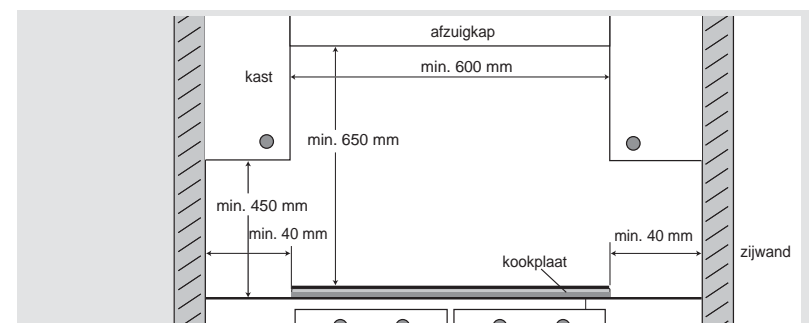 afzuigkap
min. 600 mm
kast
min. 650 mm
min. 450 mm
min. 40 mm
min. 40 mm
zijwand
kookplaat